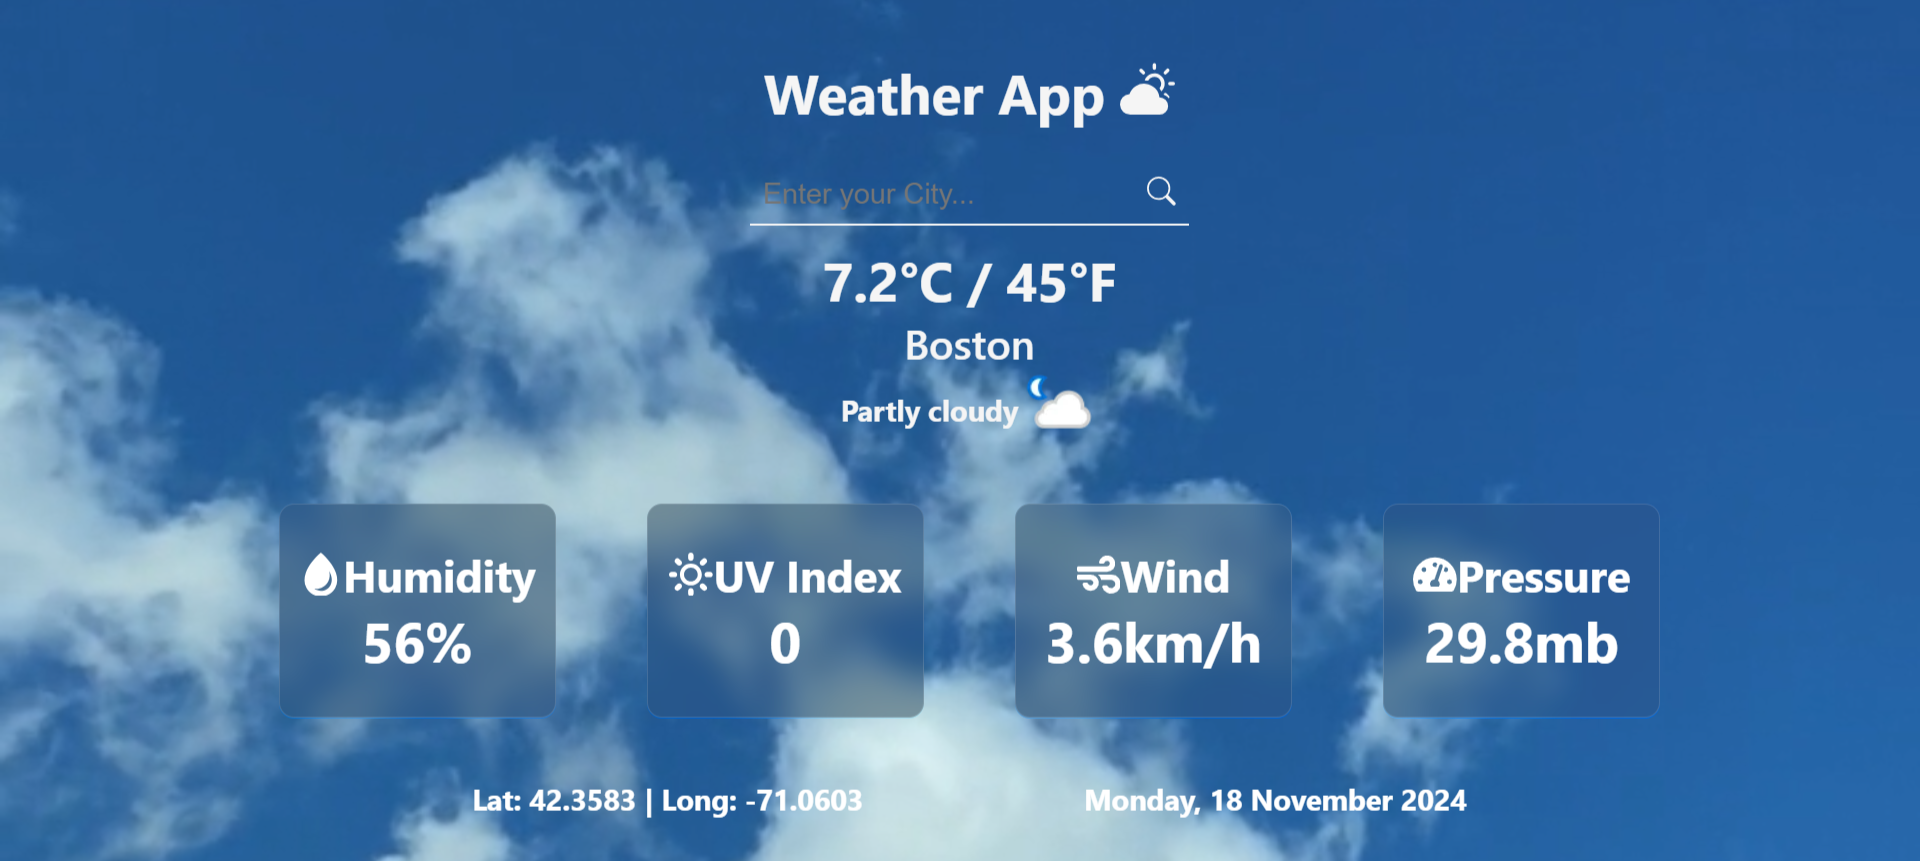 Weather App
Enter your City...
7.2°C / 45°F
Boston
Partly cloudy
Humidity
56%
UV Index
0
Wind
3.6km/h
Pressure
29.8mb
Lat: 42.3583 | Long: -71.0603
Monday, 18 November 2024